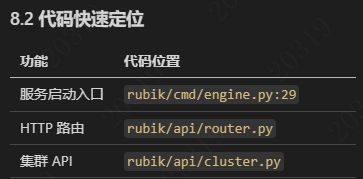 8.2 代码快速定位
功能 代码位置
服务启动入口 rubik/cmd/engine.py:29
HTTP 路由 rubik/api/router.py
集群 API rubik/api/cluster.py